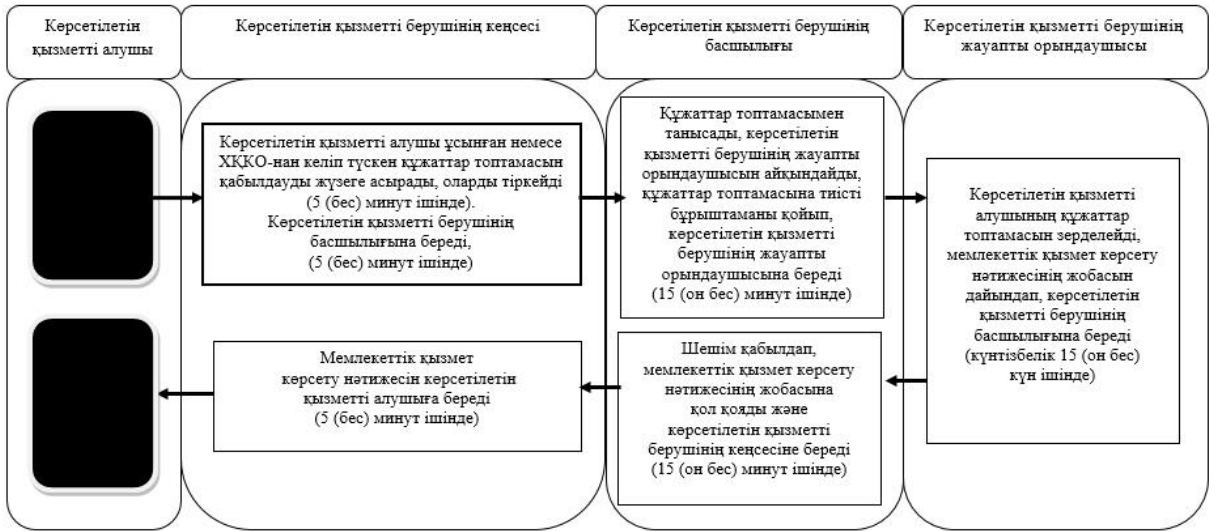 Көрсетілетін
қызметті алушы
Көрсетілетін қызметті берушінің кеңсесі
Көрсетілетін қызметті берушінің
басшылығы
Көрсетілетін қызметті берушінің
жауапты орындаушысы
Көрсетілетін қызметті алушы ұсынған немесе
ХҚКО-нан келіп түскен құжаттар топтамасын
қабылдауды жүзеге асырады, оларды тіркейді
(5 (бес) минут ішінде).
Көрсетілетін қызметті берушінің
басшылығына береді,
(5 (бес) минут ішінде)
Құжаттар топтамасымен
танысады, көрсетілетін
қызметті берушінің жауапты
орындаушысын айқындайды,
құжаттар топтамасына тиісті
бұрыштаманы қойып,
көрсетілетін қызметті
берушінің жауапты
орындаушысына береді
(15 (он бес) минут ішінде)
Көрсетілетін қызметті
алушының құжаттар
топтамасын зерделейді,
мемлекеттік қызмет көрсету
нәтижесінің жобасын
дайындап, көрсетілетін
қызметті берушінің
басшылығына береді
(күнтізбелік 15 (он бес)
күн ішінде)
Шешім қабылдап,
мемлекеттік қызмет көрсету
нәтижесінің жобасына
қол қояды және
көрсетілетін қызметті
берушінің кеңсесіне береді
(15 (он бес) минут ішінде)
Мемлекеттік қызмет
көрсету нәтижесін көрсетілетін
қызметті алушыға береді
(5 (бес) минут ішінде)